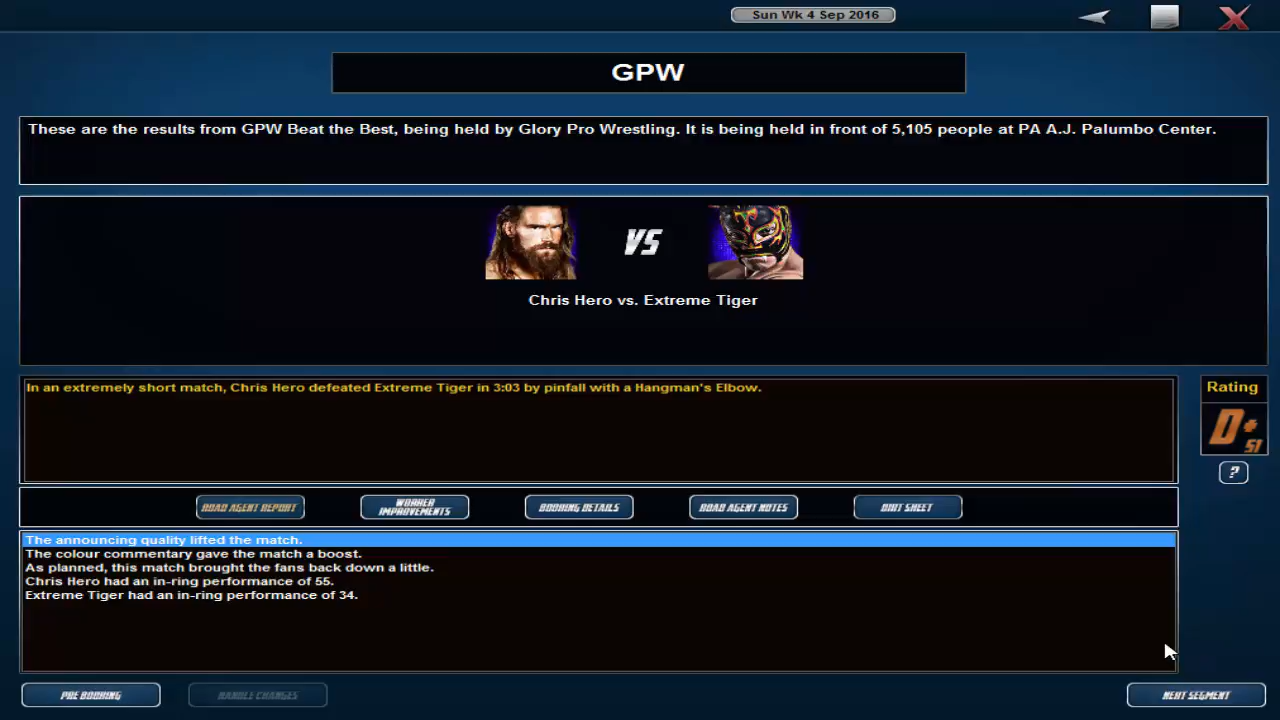 Sun Wk 4 Sep 2016
GPW
These are the results from GPW Beat the Best, being held by Glory Pro Wrestling. It is being held in front of 5,105 people at PA A.J. Palumbo Center.
VS
Chris Hero vs. Extreme Tiger
In an extremely short match, Chris Hero defeated Extreme Tiger in 3:03 by pinfall with a Hangman's Elbow.
Rating
D+
51
?
ROAD AGENT REPORT
WORKER
IMPROVEMENTS
BOOKING DETAILS
ROAD AGENT NOTES
DIRT SHEET
The announcing quality lifted the match.
The colour commentary gave the match a boost.
As planned, this match brought the fans back down a little.
Chris Hero had an in-ring performance of 55.
Extreme Tiger had an in-ring performance of 34.
PRE BOOKING
HANDLE CHANGES
NEXT SEGMENT